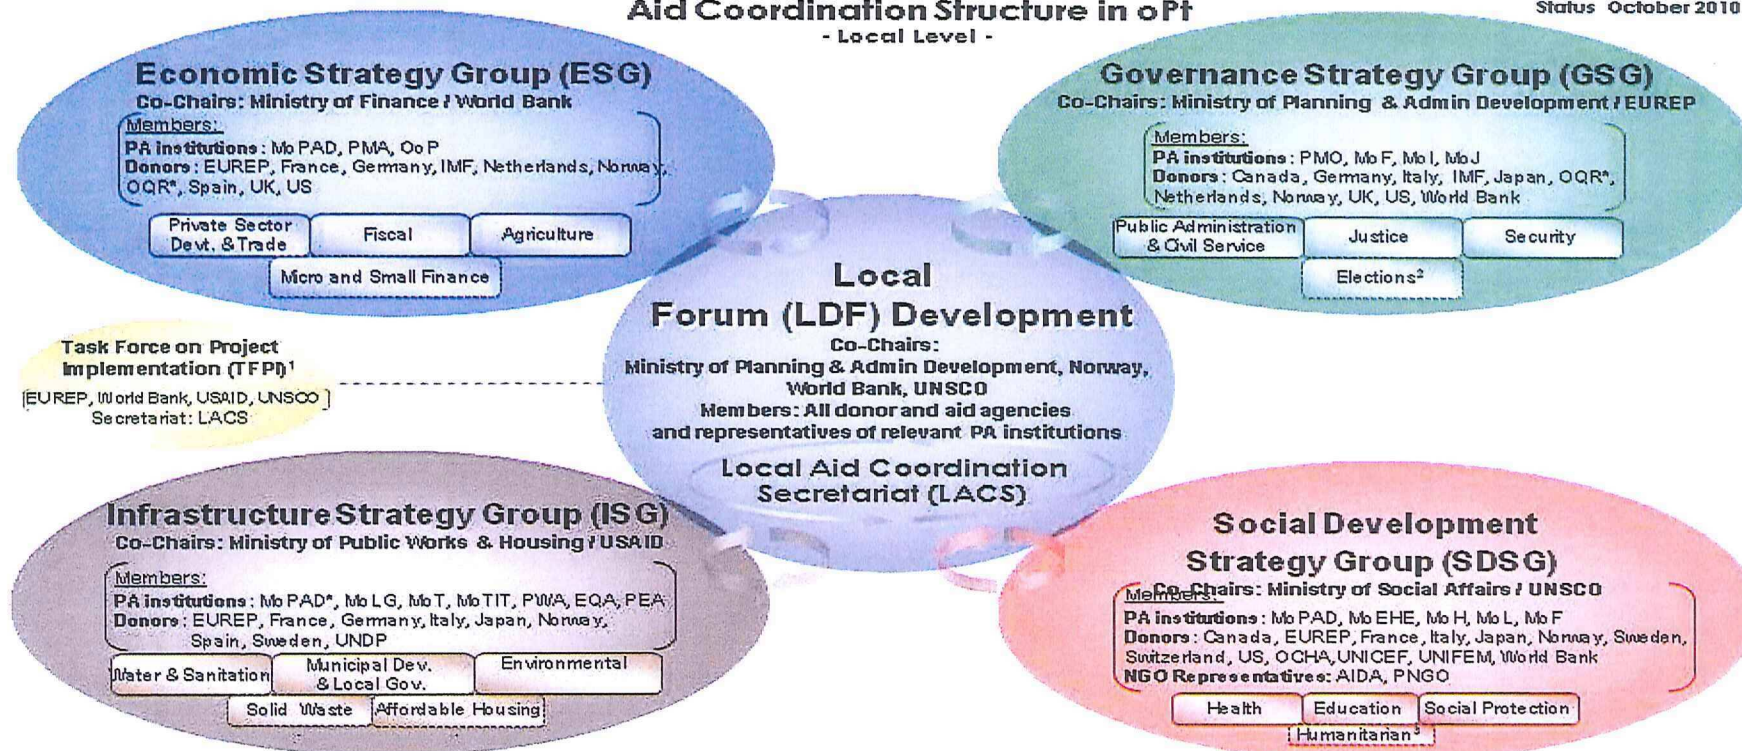 Aid Coordination Structure in oPt
- Local Level -
Status October 2010
Economic Strategy Group (ESG)
Co-Chairs: Ministry of Finance / World Bank
Members:
PA institutions: MoPAD, PMA, OoP
Donors: EUREP, France, Germany, IMF, Netherlands, Norway,
OQR*, Spain, UK, US
Private Sector
Devt. & Trade
Fiscal
Agriculture
Micro and Small Finance
Governance Strategy Group (GSG)
Co-Chairs: Ministry of Planning & Admin Development / EUREP
Members:
PA institutions: PMO, MoF, MoI, MoJ
Donors: Canada, Germany, Italy, IMF, Japan, OQR*,
Netherlands, Norway, UK, US, World Bank
Public Administration
& Civil Service
Justice
Security
Elections²
Local
Forum (LDF) Development
Co-Chairs:
Ministry of Planning & Admin Development, Norway,
World Bank, UNSCO
Members: All donor and aid agencies
and representatives of relevant PA institutions
Local Aid Coordination
Secretariat (LACS)
Task Force on Project
Implementation (TFPI)¹
[EUREP, World Bank, USAID, UNSCO]
Secretariat: LACS
Infrastructure Strategy Group (ISG)
Co-Chairs: Ministry of Public Works & Housing / USAID
Members:
PA institutions: MoPAD*, MoLG, MoT, MoTIT, PWA, EQA, PEA
Donors: EUREP, France, Germany, Italy, Japan, Norway,
Spain, Sweden, UNDP
Water & Sanitation
Municipal Dev.
& Local Gov.
Environmental
Solid Waste
Affordable Housing
Social Development
Strategy Group (SDSG)
Co-Chairs: Ministry of Social Affairs / UNSCO
Members:
PA institutions: MoPAD, MoEHE, MoH, MoL, MoF
Donors: Canada, EUREP, France, Italy, Japan, Norway, Sweden,
Switzerland, US, OCHA, UNICEF, UNIFEM, World Bank
NGO Representatives: AIDA, PNGO
Health
Education
Social Protection
Humanitarian³